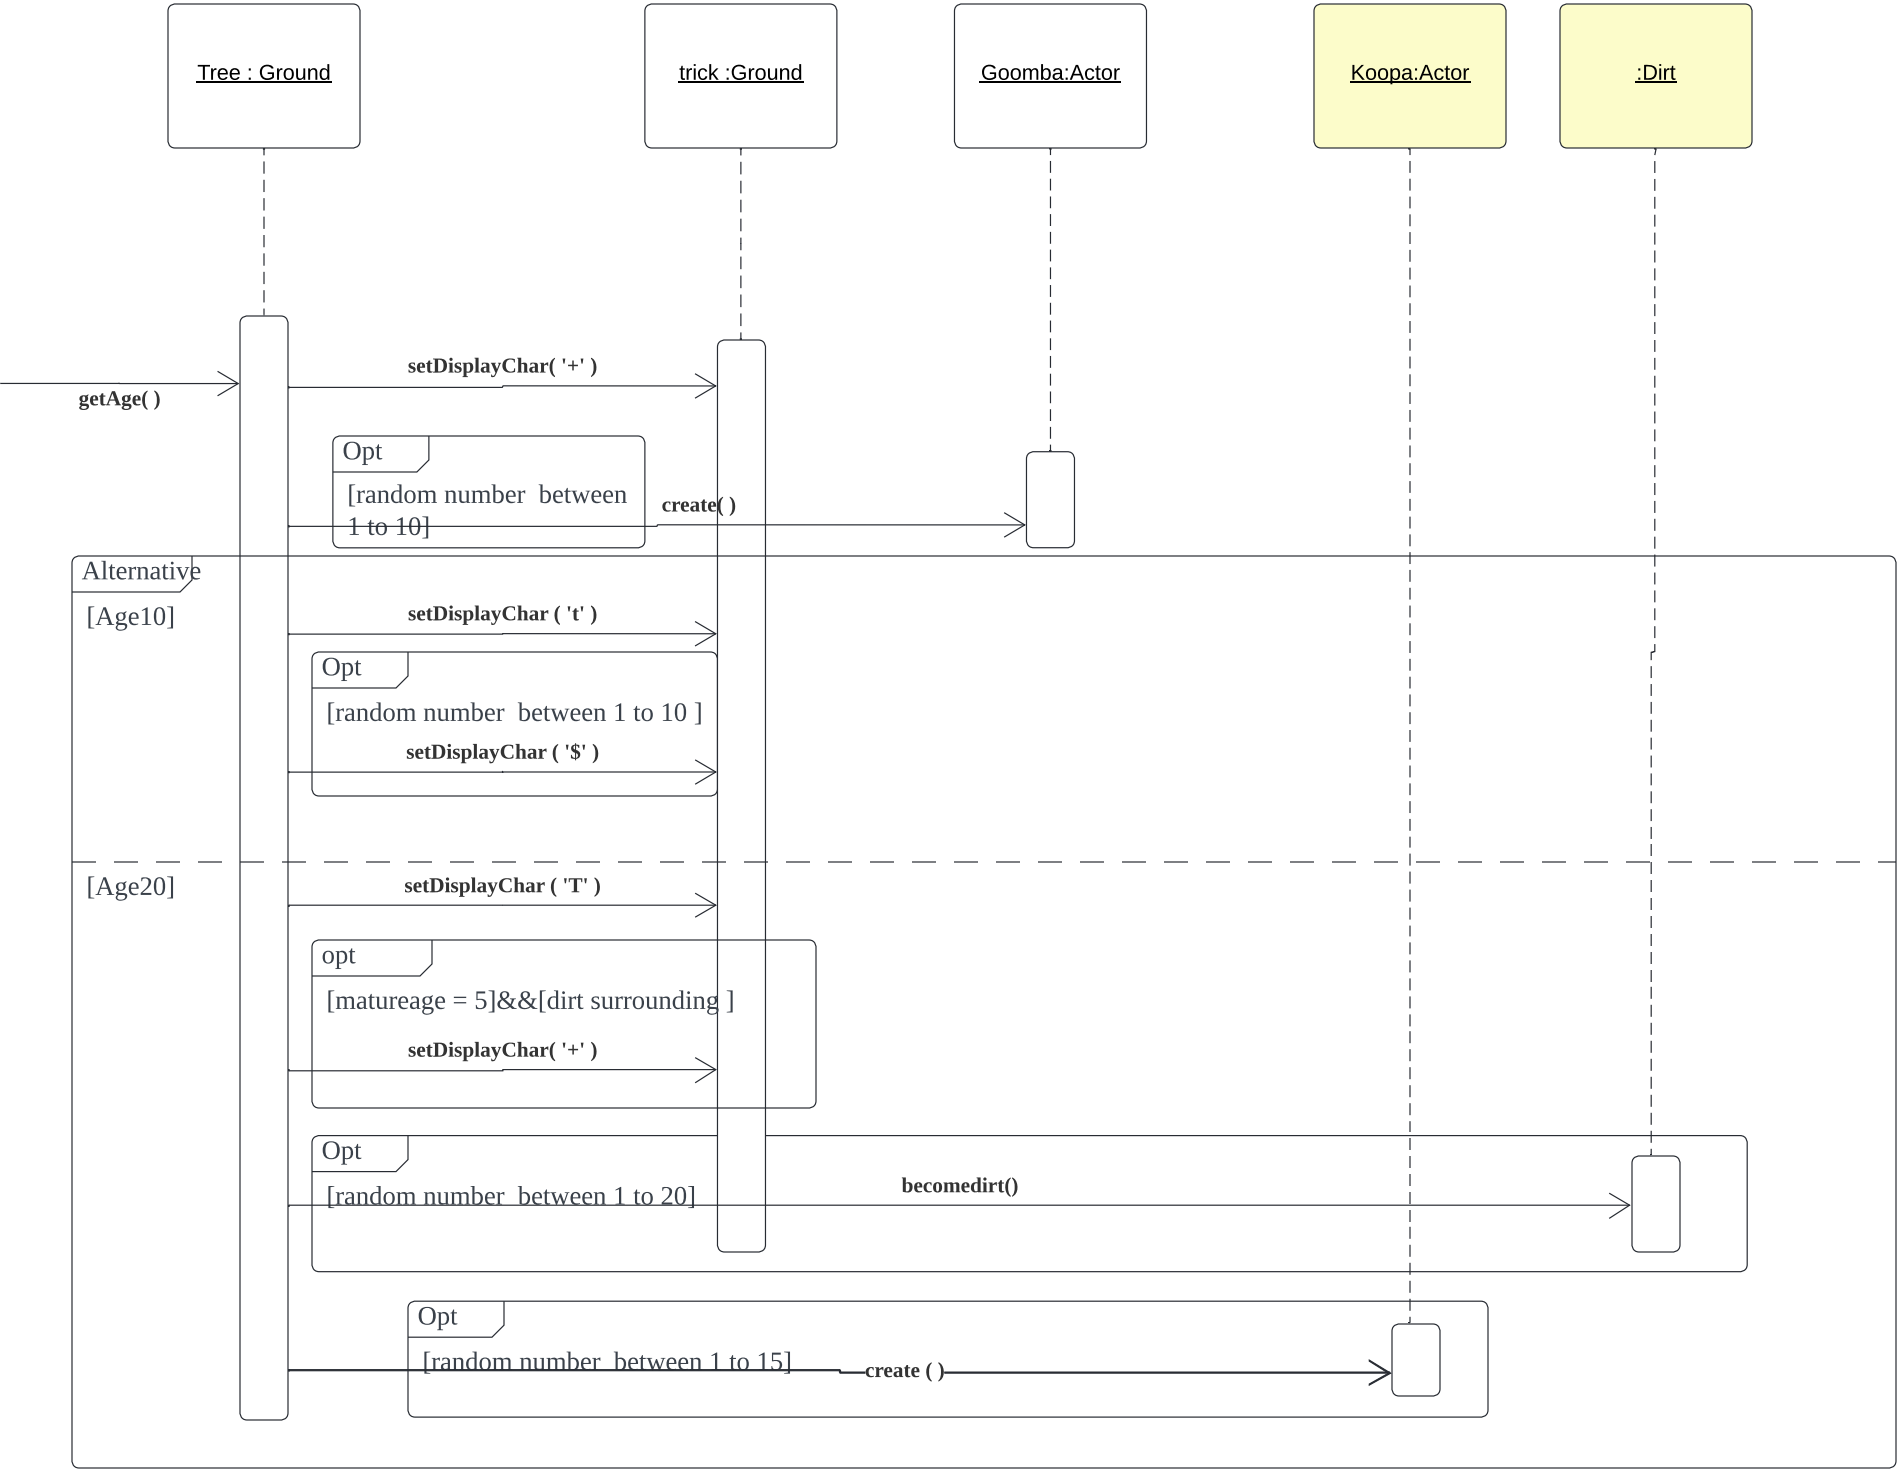 Tree : Ground
trick :Ground
Goomba:Actor
Koopa:Actor
:Dirt
setDisplayChar( '+' )
getAge( )
Opt
[random number  between
1 to 10]
create( )
Alternative
[Age10]
setDisplayChar ( 't' )
Opt
[random number  between 1 to 10 ]
setDisplayChar ( '$' )
[Age20]
setDisplayChar ( 'T' )
opt
[matureage = 5]&&[dirt surrounding ]
setDisplayChar( '+' )
Opt
[random number  between 1 to 20]
becomedirt()
Opt
[random number  between 1 to 15]
create ( )